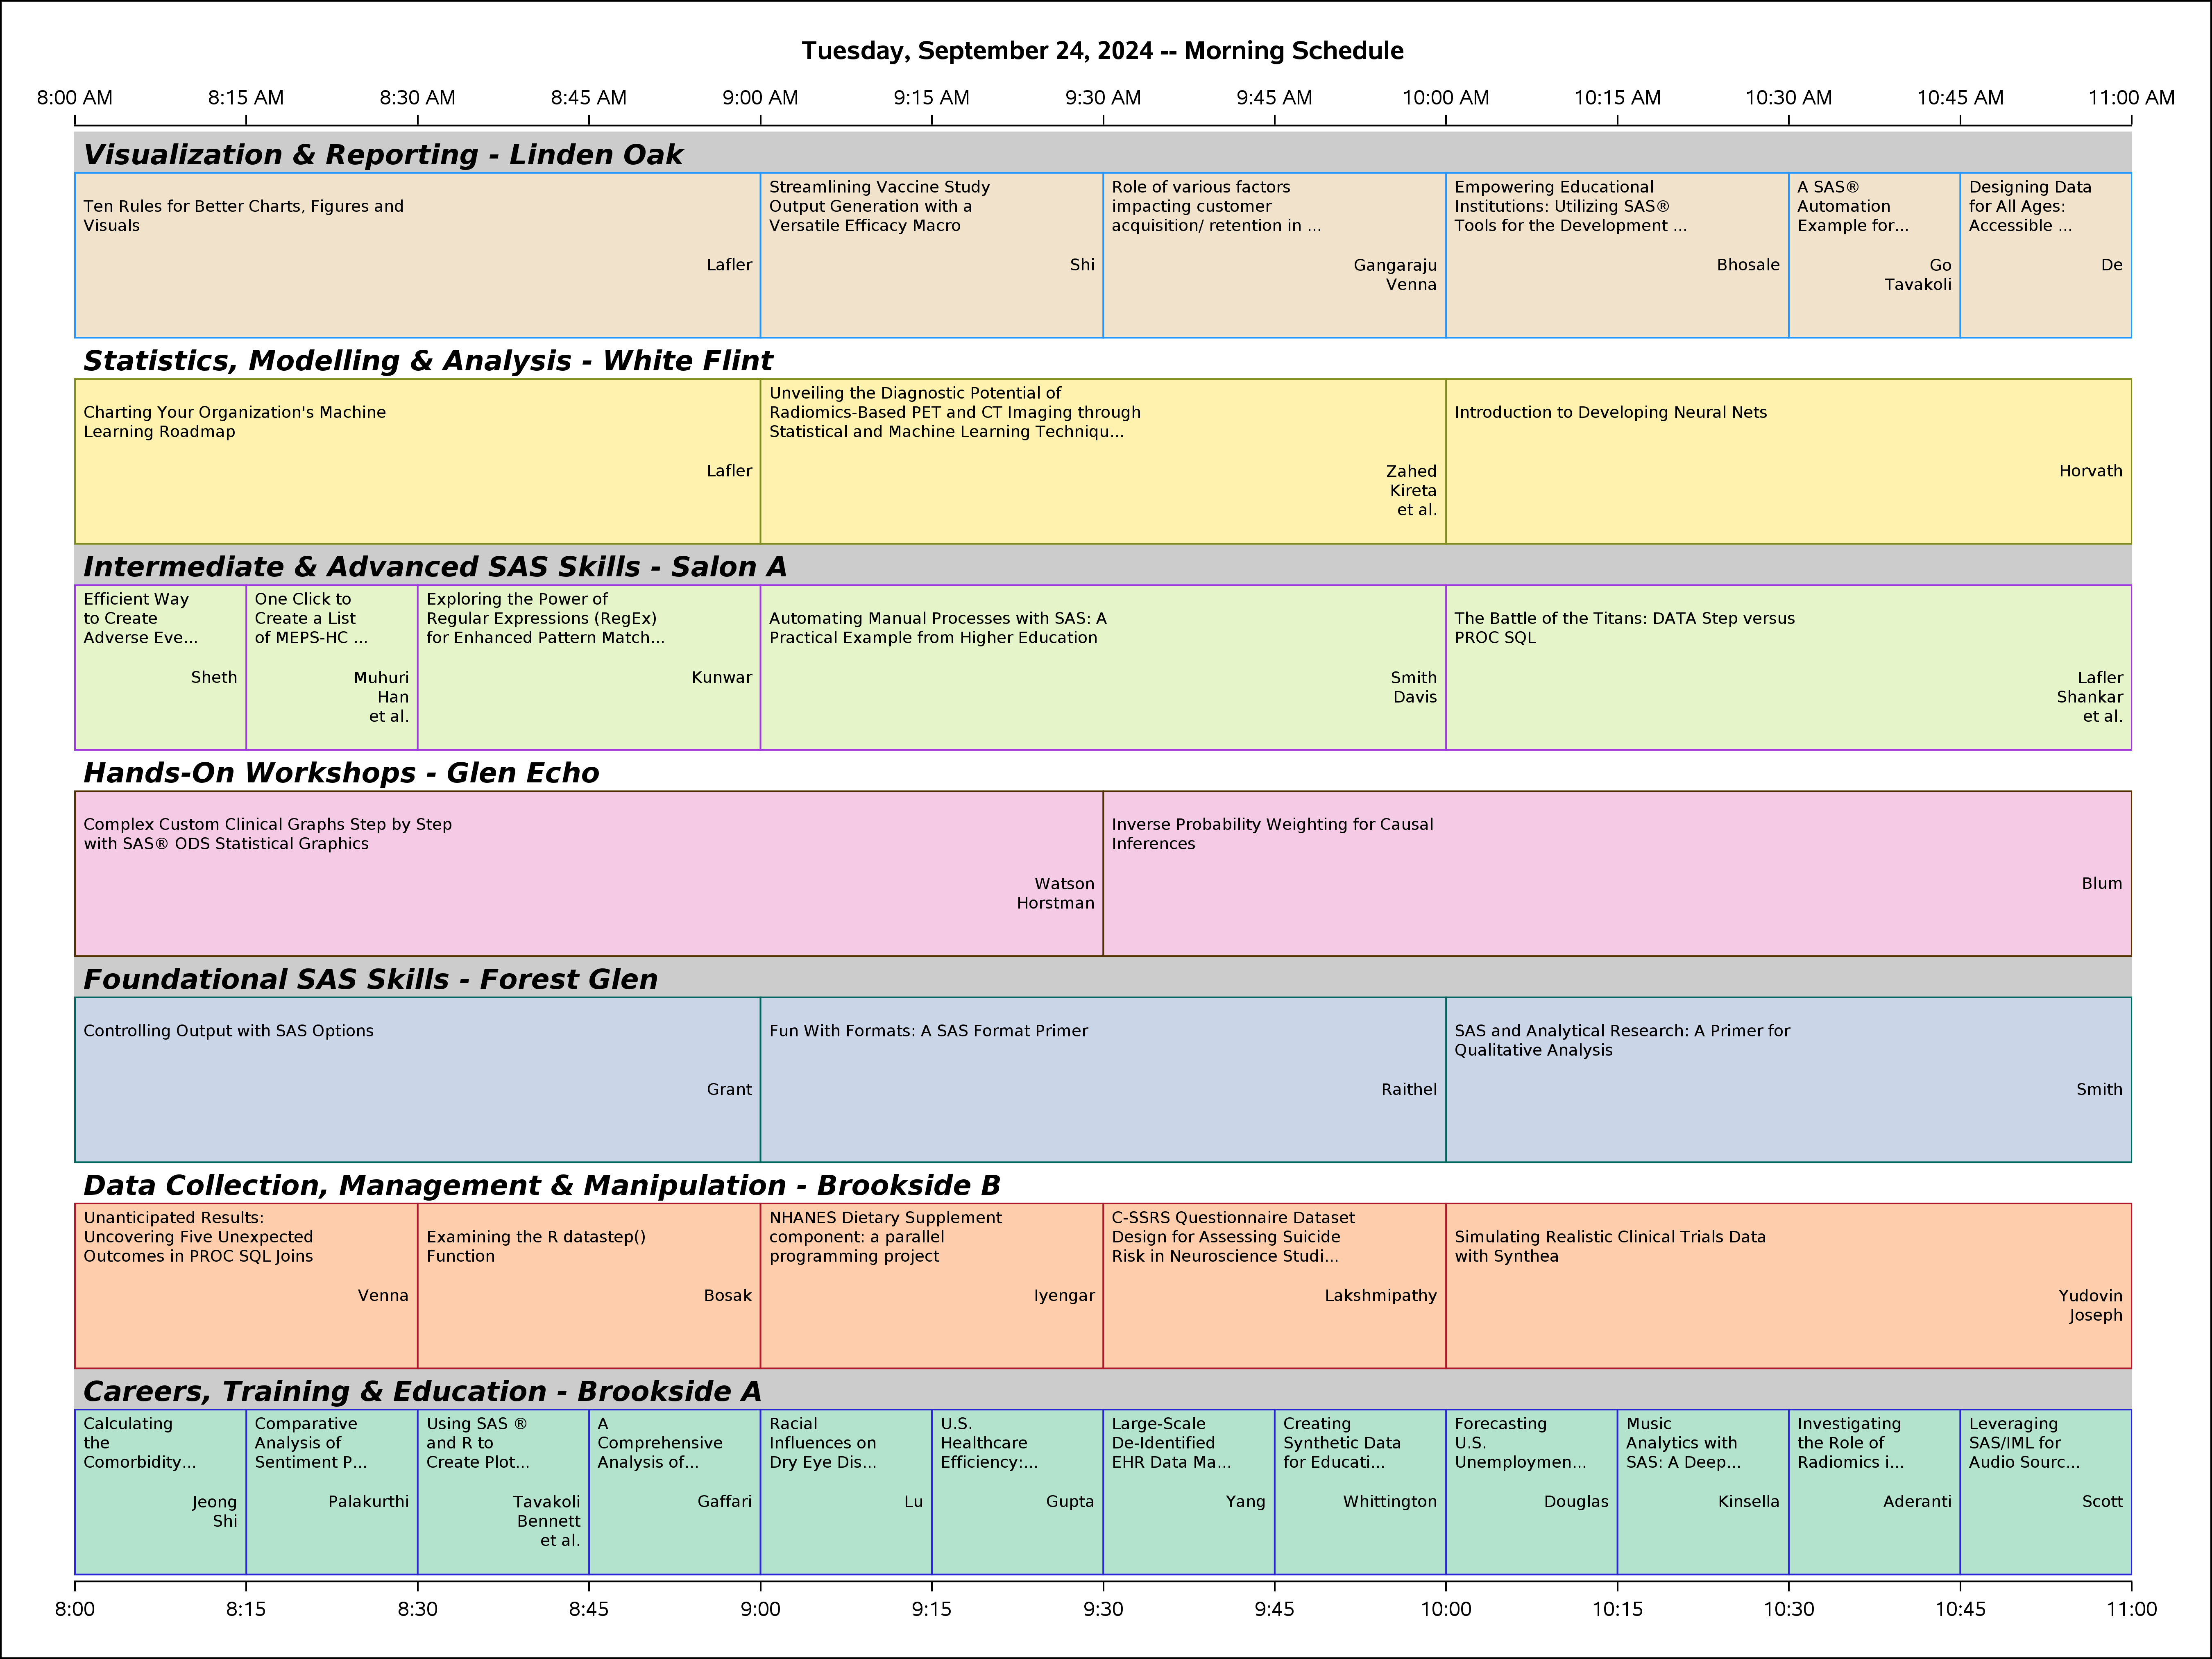 Tuesday, September 24, 2024 -- Morning Schedule
8:00 AM 8:15 AM 8:30 AM 8:45 AM 9:00 AM 9:15 AM 9:30 AM 9:45 AM 10:00 AM 10:15 AM 10:30 AM 10:45 AM 11:00 AM
Visualization & Reporting - Linden Oak
Ten Rules for Better Charts, Figures and
Visuals
Lafler
Streamlining Vaccine Study
Output Generation with a
Versatile Efficacy Macro
Shi
Role of various factors
impacting customer
acquisition/ retention in ...
Gangaraju
Venna
Empowering Educational
Institutions: Utilizing SAS®
Tools for the Development ...
Bhosale
A SAS®
Automation
Example for...
Go
Tavakoli
Designing Data
for All Ages:
Accessible ...
De
Statistics, Modelling & Analysis - White Flint
Charting Your Organization's Machine
Learning Roadmap
Lafler
Unveiling the Diagnostic Potential of
Radiomics-Based PET and CT Imaging through
Statistical and Machine Learning Techniqu...
Zahed
Kireta
et al.
Introduction to Developing Neural Nets
Horvath
Intermediate & Advanced SAS Skills - Salon A
Efficient Way
to Create
Adverse Eve...
Sheth
One Click to
Create a List
of MEPS-HC ...
Muhuri
Han
et al.
Exploring the Power of
Regular Expressions (RegEx)
for Enhanced Pattern Match...
Kunwar
Automating Manual Processes with SAS: A
Practical Example from Higher Education
Smith
Davis
The Battle of the Titans: DATA Step versus
PROC SQL
Lafler
Shankar
et al.
Hands-On Workshops - Glen Echo
Complex Custom Clinical Graphs Step by Step
with SAS® ODS Statistical Graphics
Watson
Horstman
Inverse Probability Weighting for Causal
Inferences
Blum
Foundational SAS Skills - Forest Glen
Controlling Output with SAS Options
Grant
Fun With Formats: A SAS Format Primer
Raithel
SAS and Analytical Research: A Primer for
Qualitative Analysis
Smith
Data Collection, Management & Manipulation - Brookside B
Unanticipated Results:
Uncovering Five Unexpected
Outcomes in PROC SQL Joins
Venna
Examining the R datastep()
Function
Bosak
NHANES Dietary Supplement
component: a parallel
programming project
Iyengar
C-SSRS Questionnaire Dataset
Design for Assessing Suicide
Risk in Neuroscience Studi...
Lakshmipathy
Simulating Realistic Clinical Trials Data
with Synthea
Yudovin
Joseph
Careers, Training & Education - Brookside A
Calculating
the
Comorbidity...
Jeong
Shi
Comparative
Analysis of
Sentiment P...
Palakurthi
Using SAS ®
and R to
Create Plot...
Tavakoli
Bennett
et al.
A
Comprehensive
Analysis of...
Gaffari
Racial
Influences on
Dry Eye Dis...
Lu
U.S.
Healthcare
Efficiency:...
Gupta
Large-Scale
De-Identified
EHR Data Ma...
Yang
Creating
Synthetic Data
for Educati...
Whittington
Forecasting
U.S.
Unemploymen...
Douglas
Music
Analytics with
SAS: A Deep...
Kinsella
Investigating
the Role of
Radiomics i...
Aderanti
Leveraging
SAS/IML for
Audio Sourc...
Scott
8:00 8:15 8:30 8:45 9:00 9:15 9:30 9:45 10:00 10:15 10:30 10:45 11:00